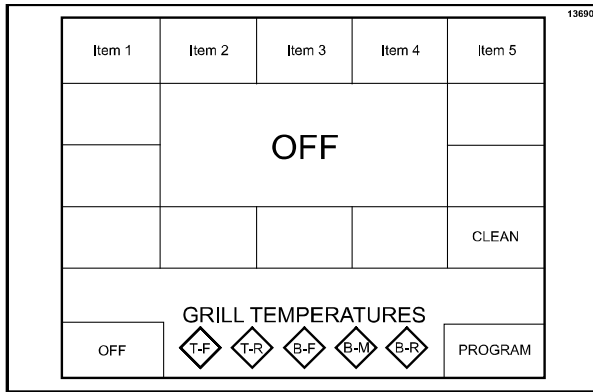 13690
Item 1 Item 2 Item 3 Item 4 Item 5
OFF
CLEAN
GRILL TEMPERATURES
OFF T-F T-R B-F B-M B-R PROGRAM